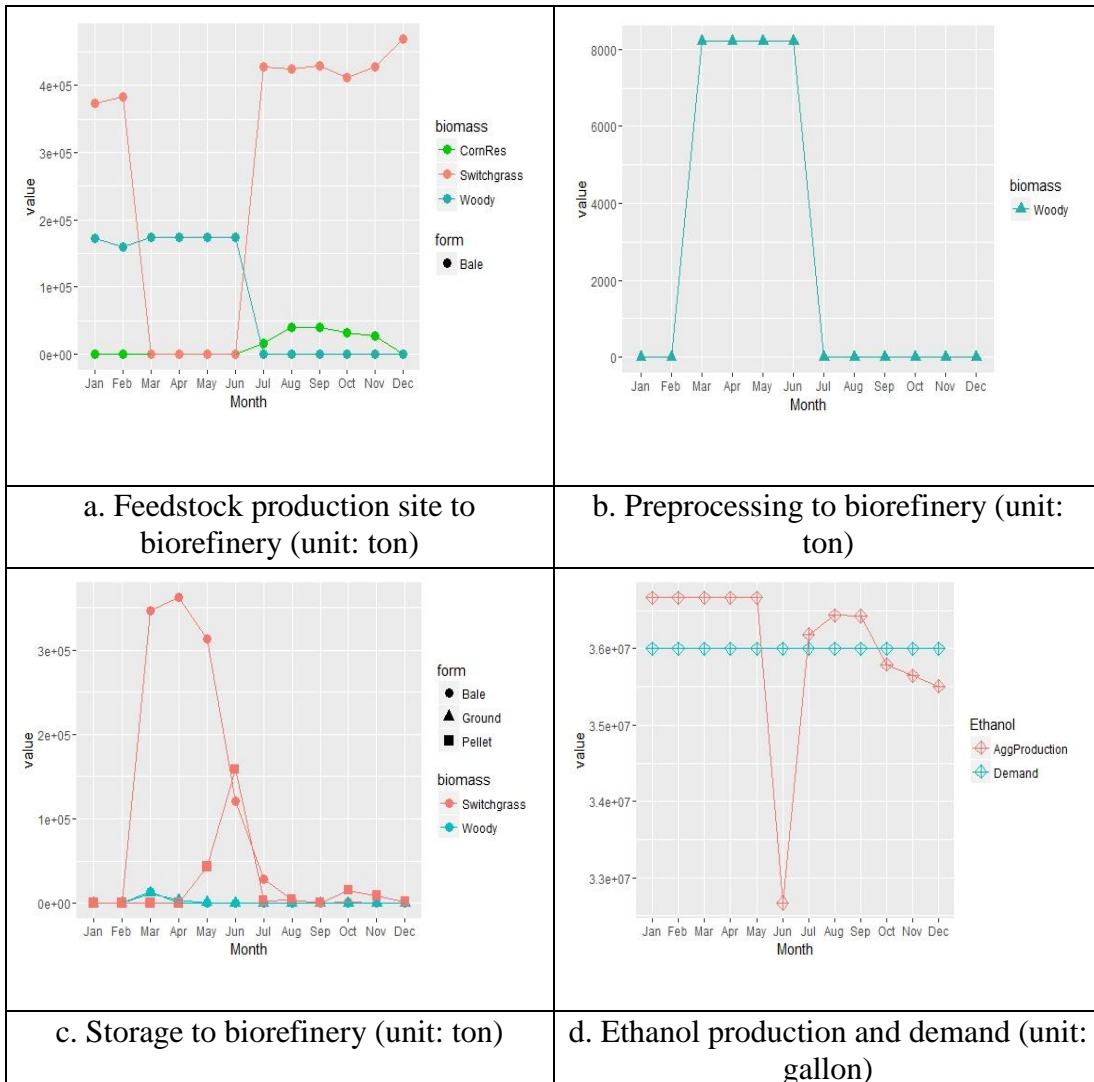 4e+05
3e+05
2e+05
1e+05
0e+00
value
Jan Feb Mar Apr May Jun Jul Aug Sep Oct Nov Dec
Month
biomass
CornRes
Switchgrass
Woody
form
Bale
8000
6000
4000
2000
0
value
Jan Feb Mar Apr May Jun Jul Aug Sep Oct Nov Dec
Month
biomass
Woody
a. Feedstock production site to
biorefinery (unit: ton)
b. Preprocessing to biorefinery (unit:
ton)
3e+05
2e+05
1e+05
0e+00
value
Jan Feb Mar Apr May Jun Jul Aug Sep Oct Nov Dec
Month
form
Bale
Ground
Pellet
biomass
Switchgrass
Woody
3.6e+07
3.5e+07
3.4e+07
3.3e+07
value
Jan Feb Mar Apr May Jun Jul Aug Sep Oct Nov Dec
Month
Ethanol
AggProduction
Demand
c. Storage to biorefinery (unit: ton)
d. Ethanol production and demand (unit:
gallon)